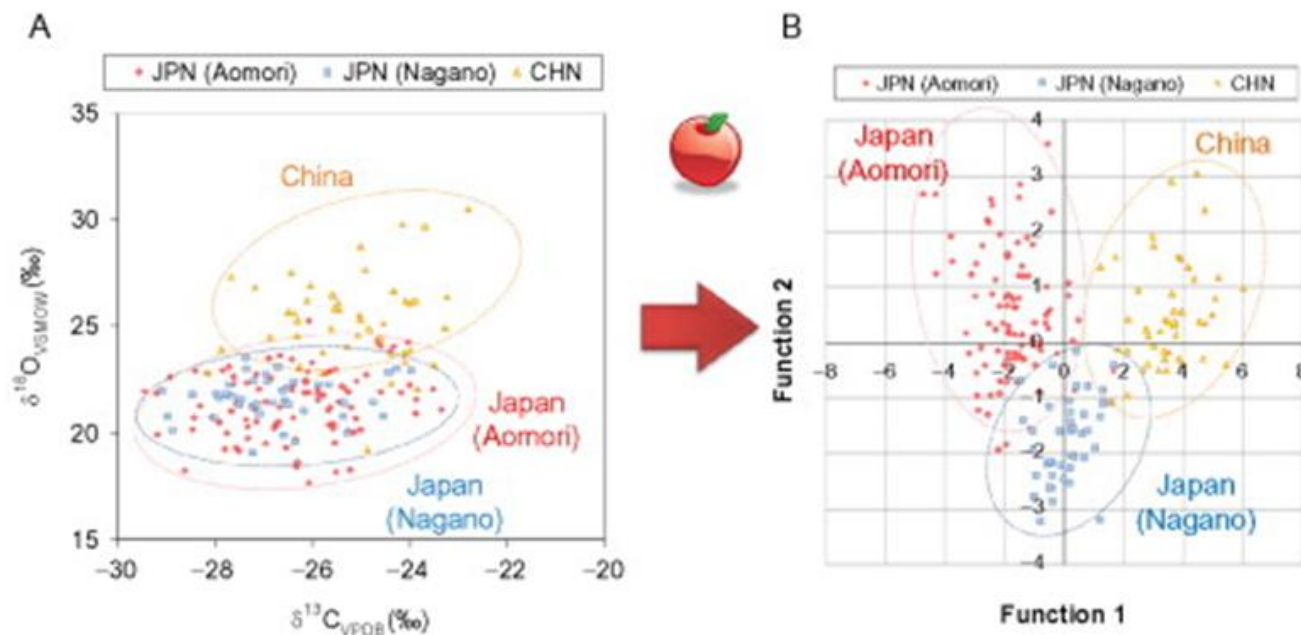 A
JPN (Aomori) JPN (Nagano) CHN
35
30
25
20
15
δ18OVSMOW(‰)
China
Japan
(Aomori)
Japan
(Nagano)
−30 −28 −26 −24 −22 −20
δ13CVPDB(‰)
B
JPN (Aomori) JPN (Nagano) CHN
Japan
(Aomori)
China
4
3
2
1
0
−8 −6 −4 −2 0 2 4 6 8
−1
−2
−3
−4
Function 2
Japan
(Nagano)
Function 1